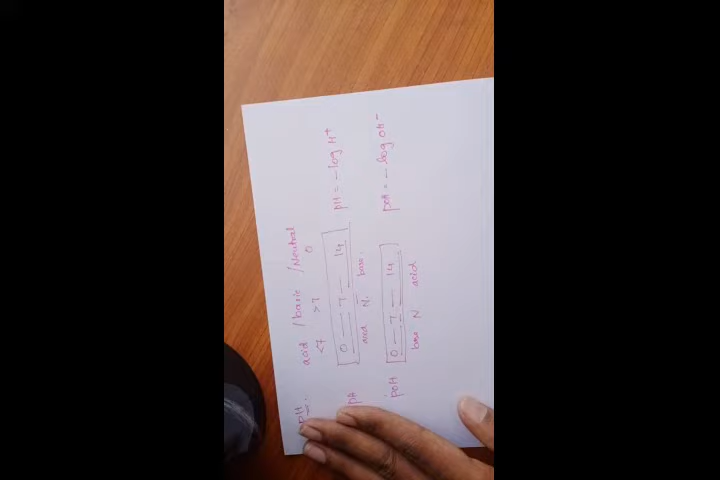 pH. acid / basic / Neutral
<7 >7 0
pH 0 — 7 — 14 pH = - log H+
acid N. base.
pOH 0 — 7 — 14 pOH = - log OH-
base N acid